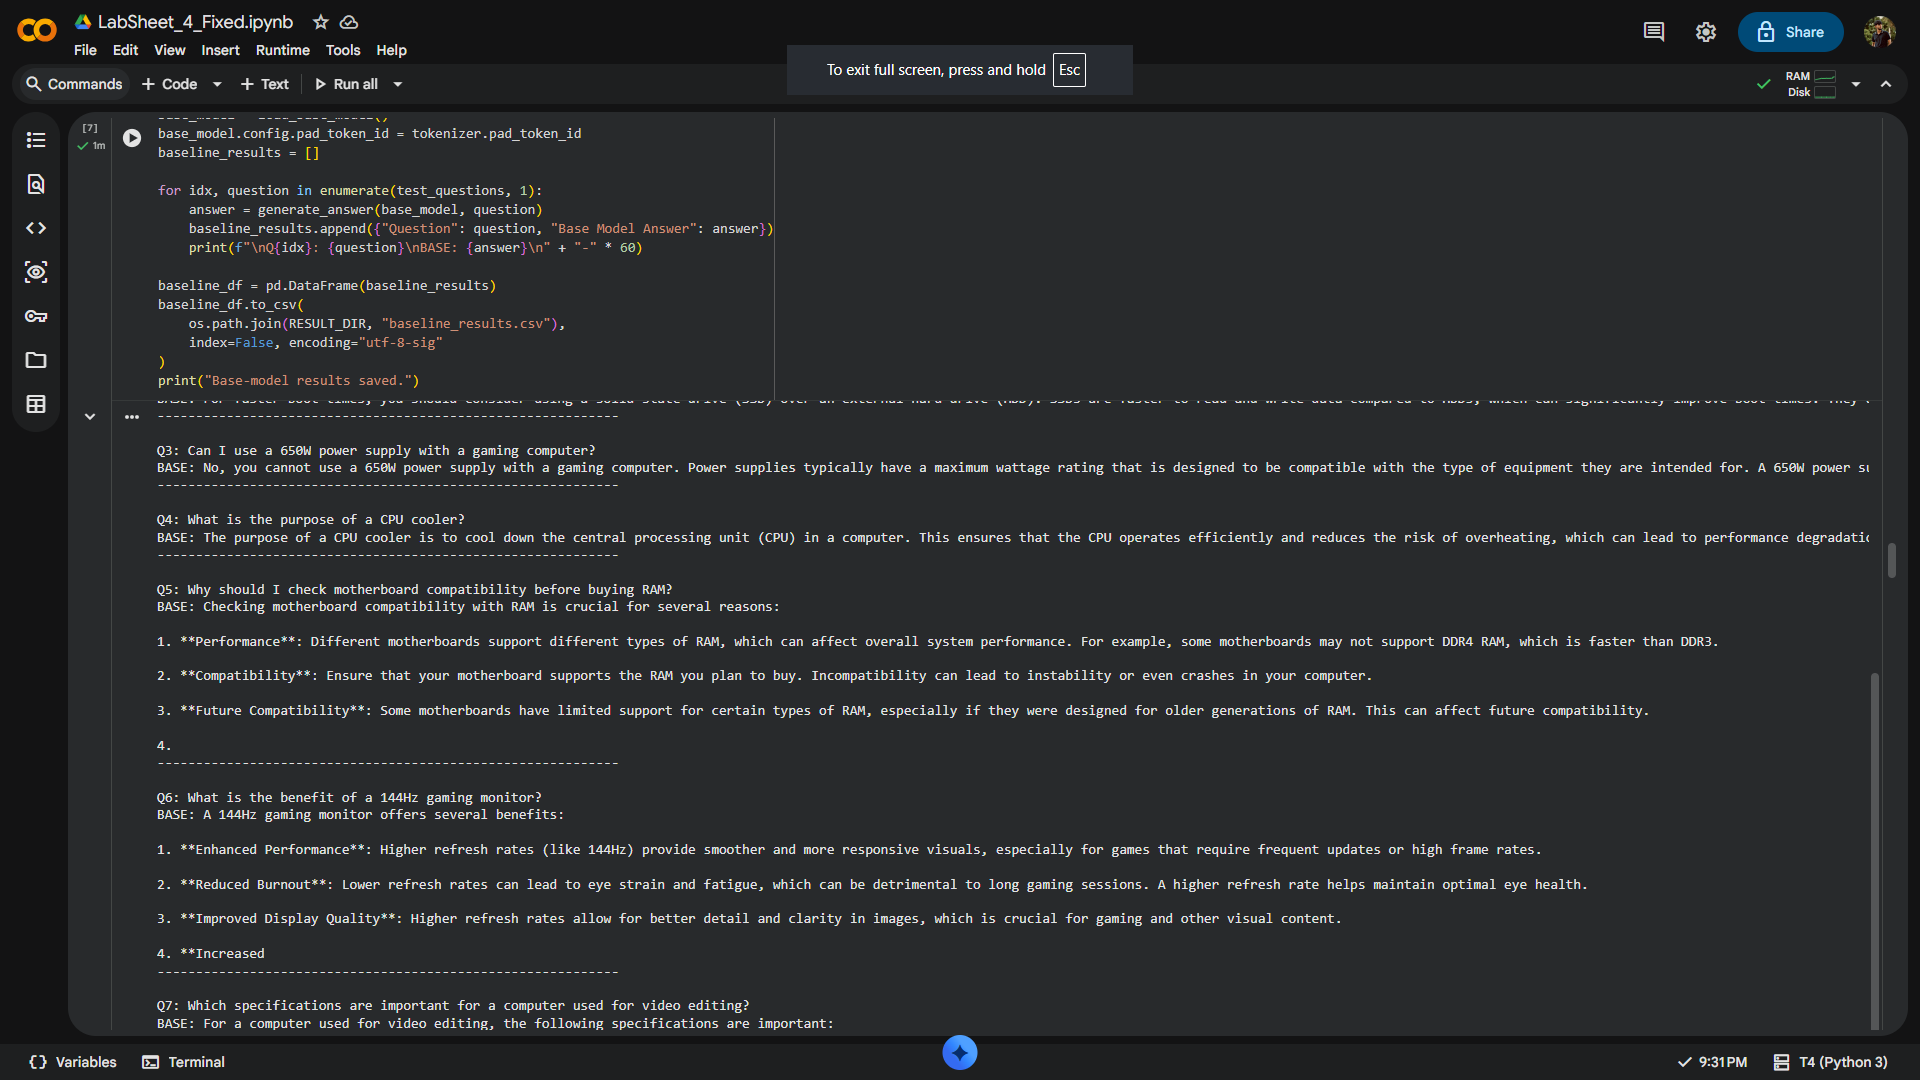 LabSheet_4_Fixed.ipynb
File Edit View Insert Runtime Tools Help
Share
To exit full screen, press and hold Esc
Commands + Code + Text Run all
RAM
Disk
[7]
1m
base_model.config.pad_token_id = tokenizer.pad_token_id
baseline_results = []
for idx, question in enumerate(test_questions, 1):
answer = generate_answer(base_model, question)
baseline_results.append({"Question": question, "Base Model Answer": answer})
print(f"\nQ{idx}: {question}\nBASE: {answer}\n" + "-" * 60)
baseline_df = pd.DataFrame(baseline_results)
baseline_df.to_csv(
os.path.join(RESULT_DIR, "baseline_results.csv"),
index=False, encoding="utf-8-sig"
)
print("Base-model results saved.")
------------------------------------------------------------
Q3: Can I use a 650W power supply with a gaming computer?
BASE: No, you cannot use a 650W power supply with a gaming computer. Power supplies typically have a maximum wattage rating that is designed to be compatible with the type of equipment they are intended for. A 650W power su
------------------------------------------------------------
Q4: What is the purpose of a CPU cooler?
BASE: The purpose of a CPU cooler is to cool down the central processing unit (CPU) in a computer. This ensures that the CPU operates efficiently and reduces the risk of overheating, which can lead to performance degradatio
------------------------------------------------------------
Q5: Why should I check motherboard compatibility before buying RAM?
BASE: Checking motherboard compatibility with RAM is crucial for several reasons:
1. **Performance**: Different motherboards support different types of RAM, which can affect overall system performance. For example, some motherboards may not support DDR4 RAM, which is faster than DDR3.
2. **Compatibility**: Ensure that your motherboard supports the RAM you plan to buy. Incompatibility can lead to instability or even crashes in your computer.
3. **Future Compatibility**: Some motherboards have limited support for certain types of RAM, especially if they were designed for older generations of RAM. This can affect future compatibility.
4.
------------------------------------------------------------
Q6: What is the benefit of a 144Hz gaming monitor?
BASE: A 144Hz gaming monitor offers several benefits:
1. **Enhanced Performance**: Higher refresh rates (like 144Hz) provide smoother and more responsive visuals, especially for games that require frequent updates or high frame rates.
2. **Reduced Burnout**: Lower refresh rates can lead to eye strain and fatigue, which can be detrimental to long gaming sessions. A higher refresh rate helps maintain optimal eye health.
3. **Improved Display Quality**: Higher refresh rates allow for better detail and clarity in images, which is crucial for gaming and other visual content.
4. **Increased
------------------------------------------------------------
Q7: Which specifications are important for a computer used for video editing?
BASE: For a computer used for video editing, the following specifications are important:
Variables Terminal
9:31 PM T4 (Python 3)